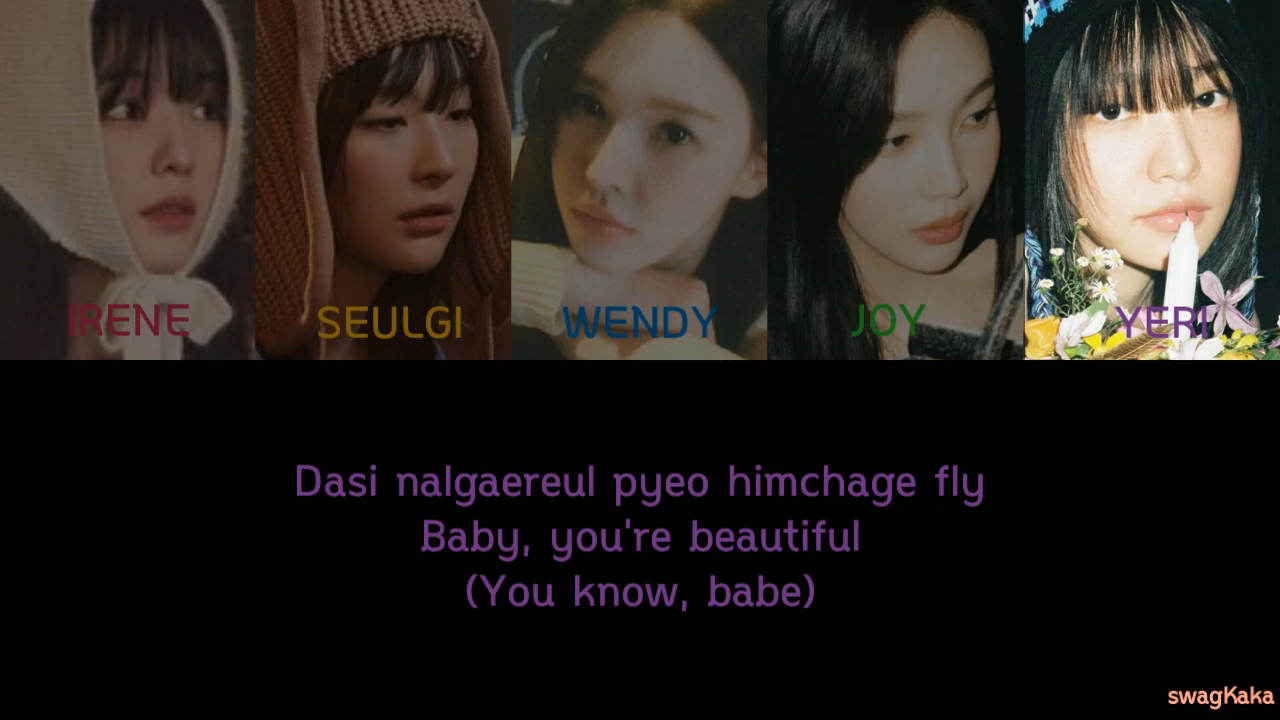 IRENE
SEULGI
WENDY
JOY
YERI
Dasi nalgaereul pyeo himchage fly
Baby, you're beautiful
(You know, babe)
swagKaka